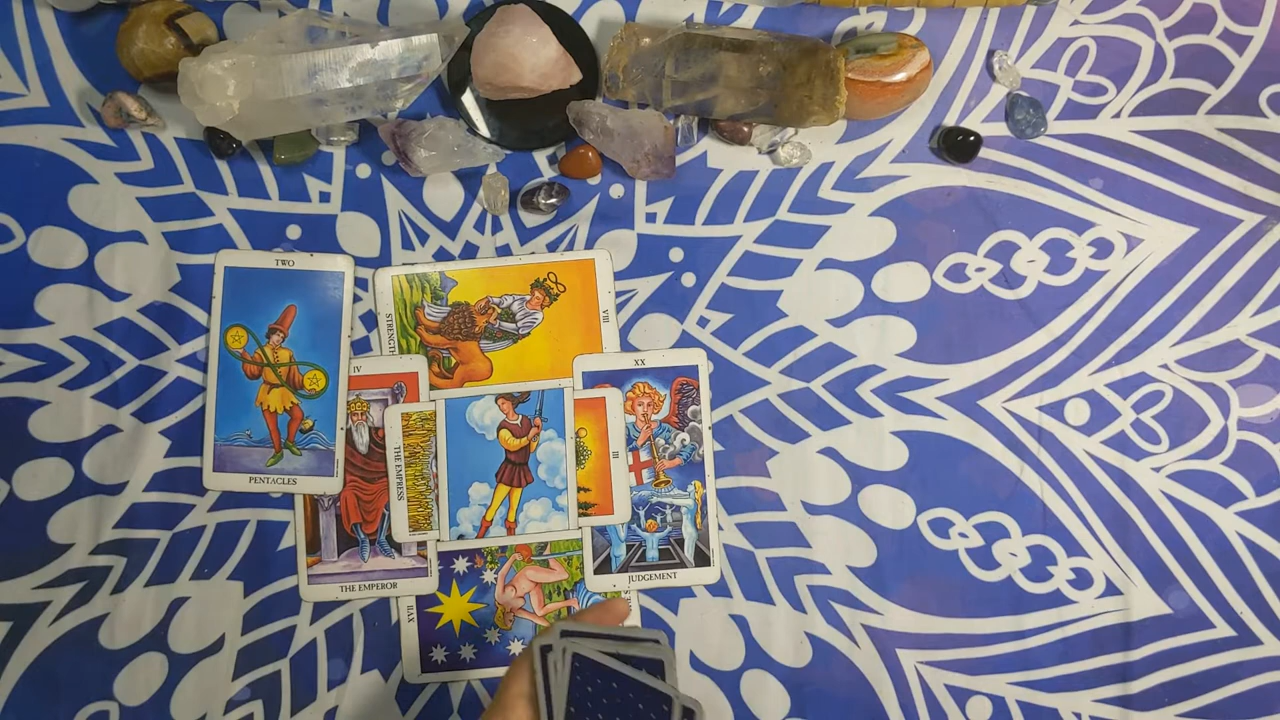 TWO
PENTACLES
STRENGTH
VIII
IV
THE EMPEROR
THE EMPRESS
III
XX
JUDGEMENT
XVII